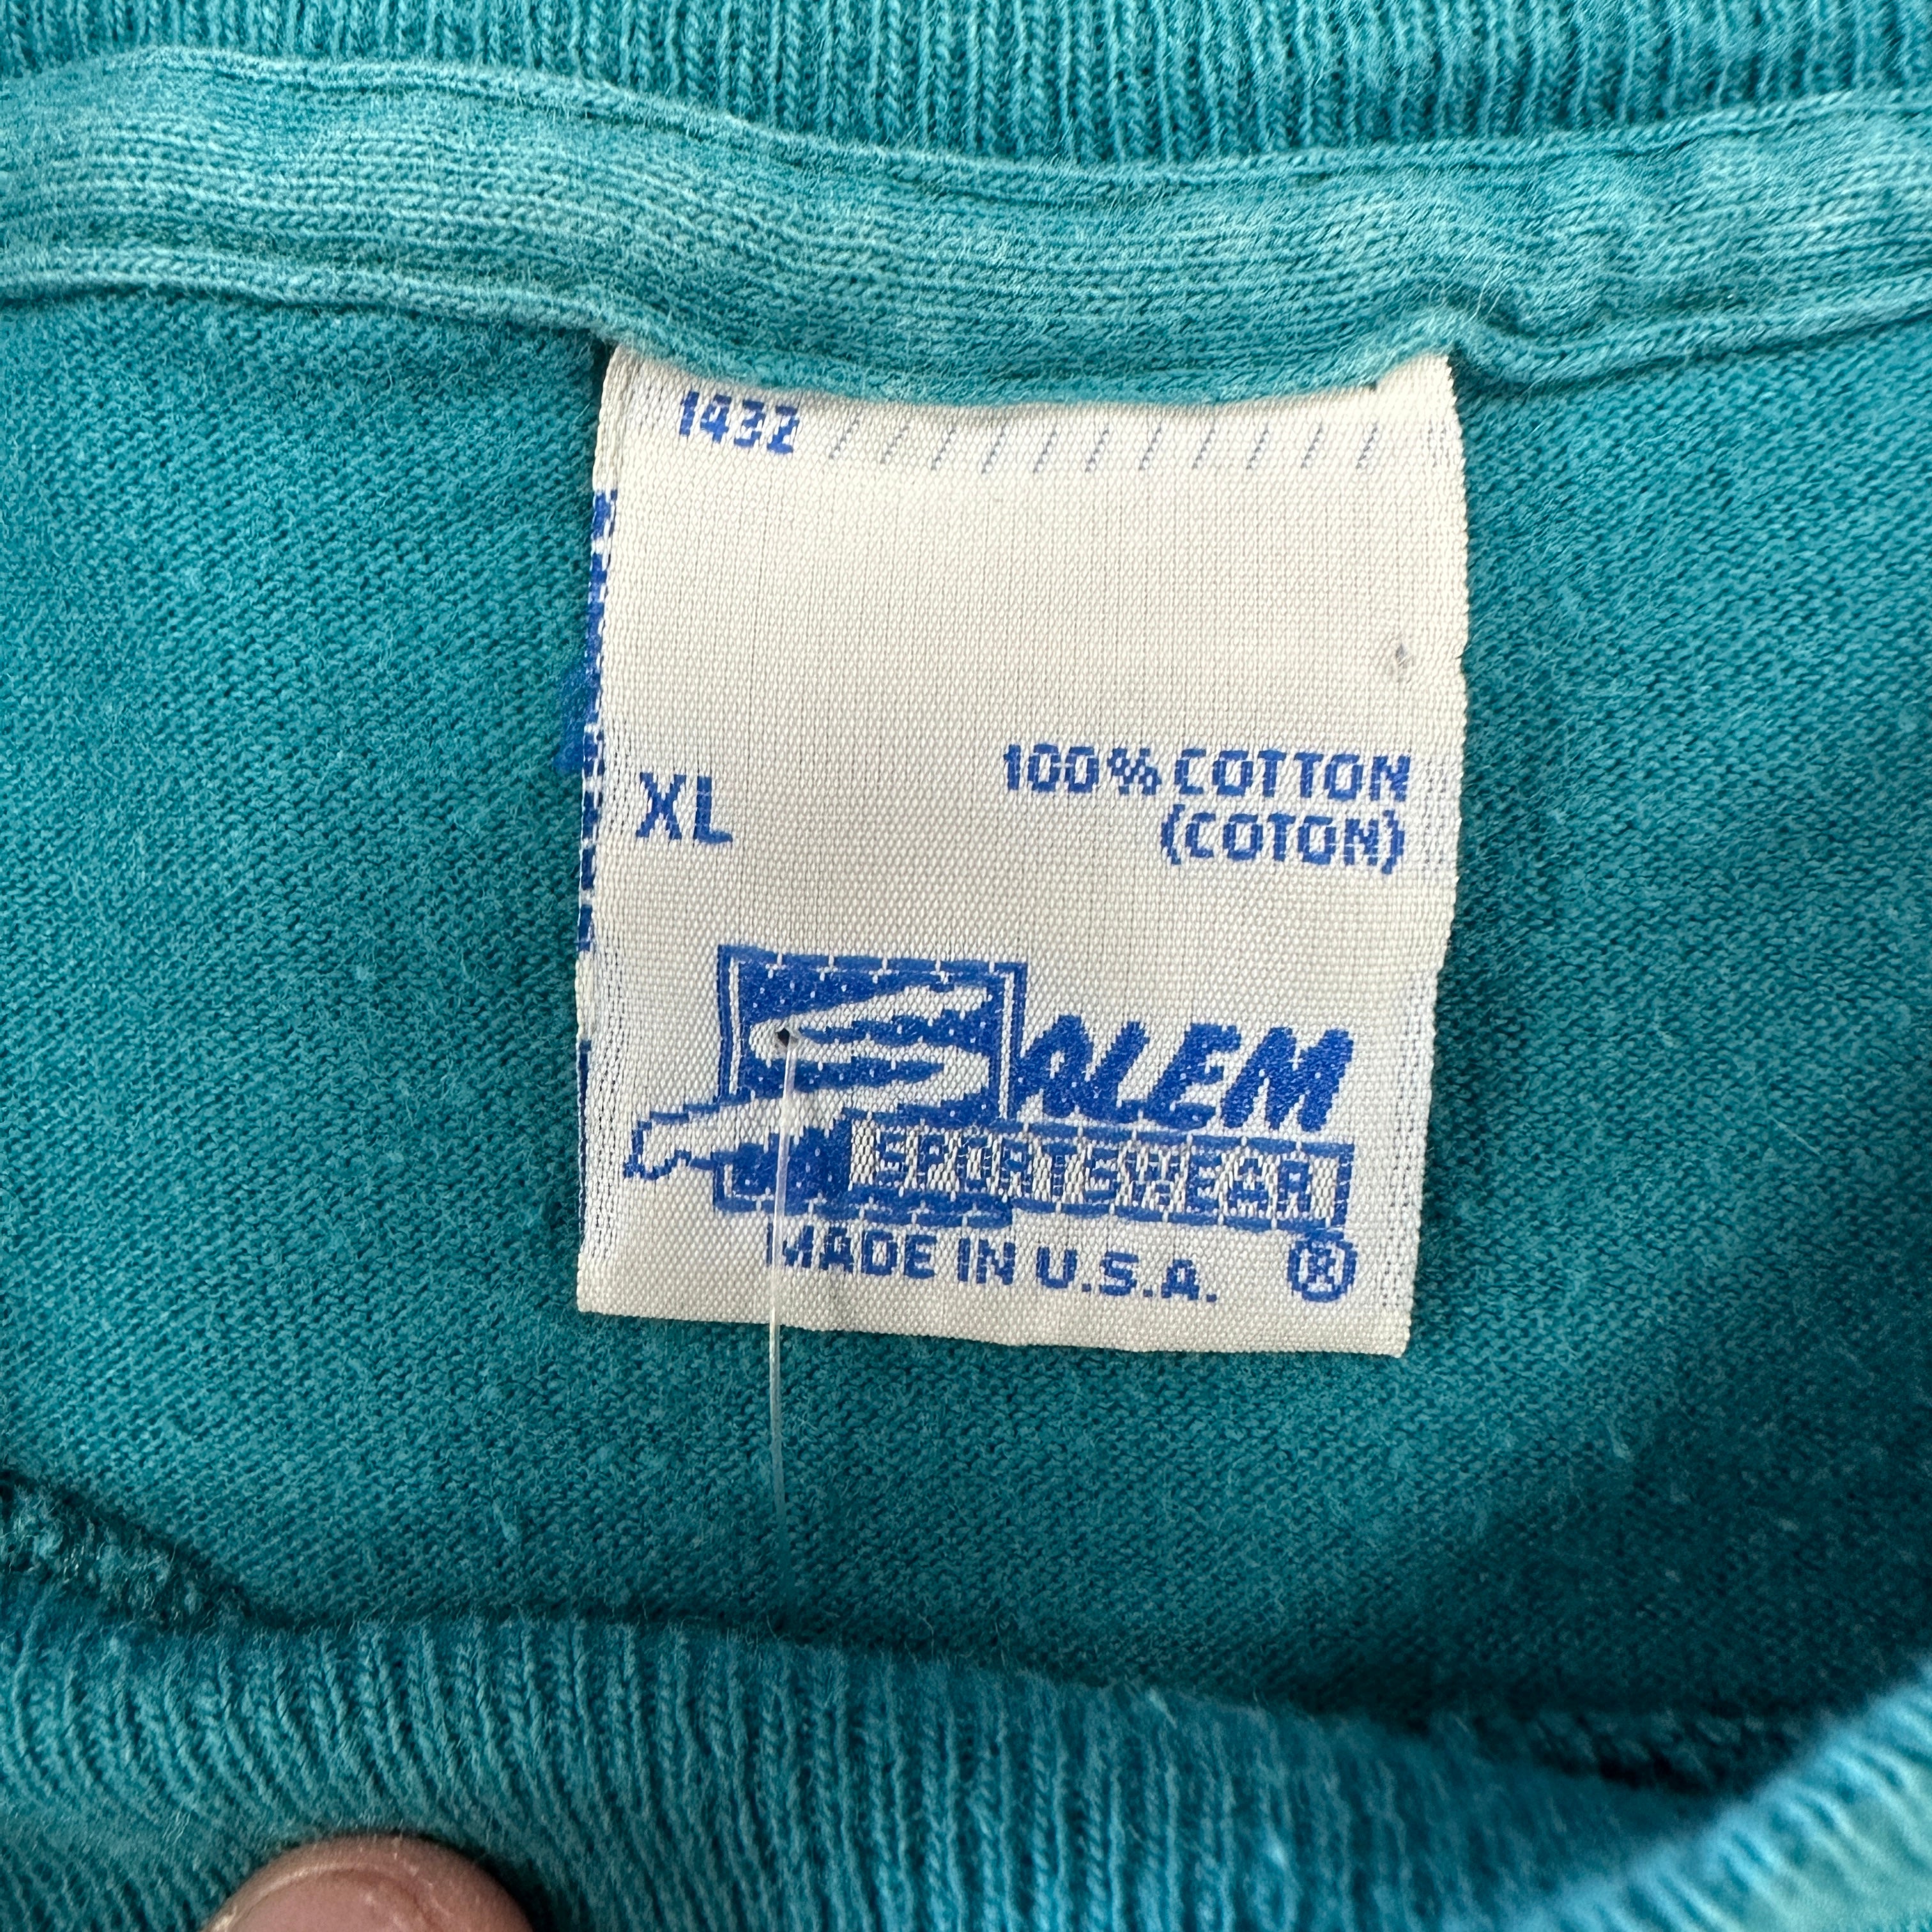 1432
XL
100% COTTON
(COTON)
SALEM
SPORTSWEAR
MADE IN U.S.A. ®